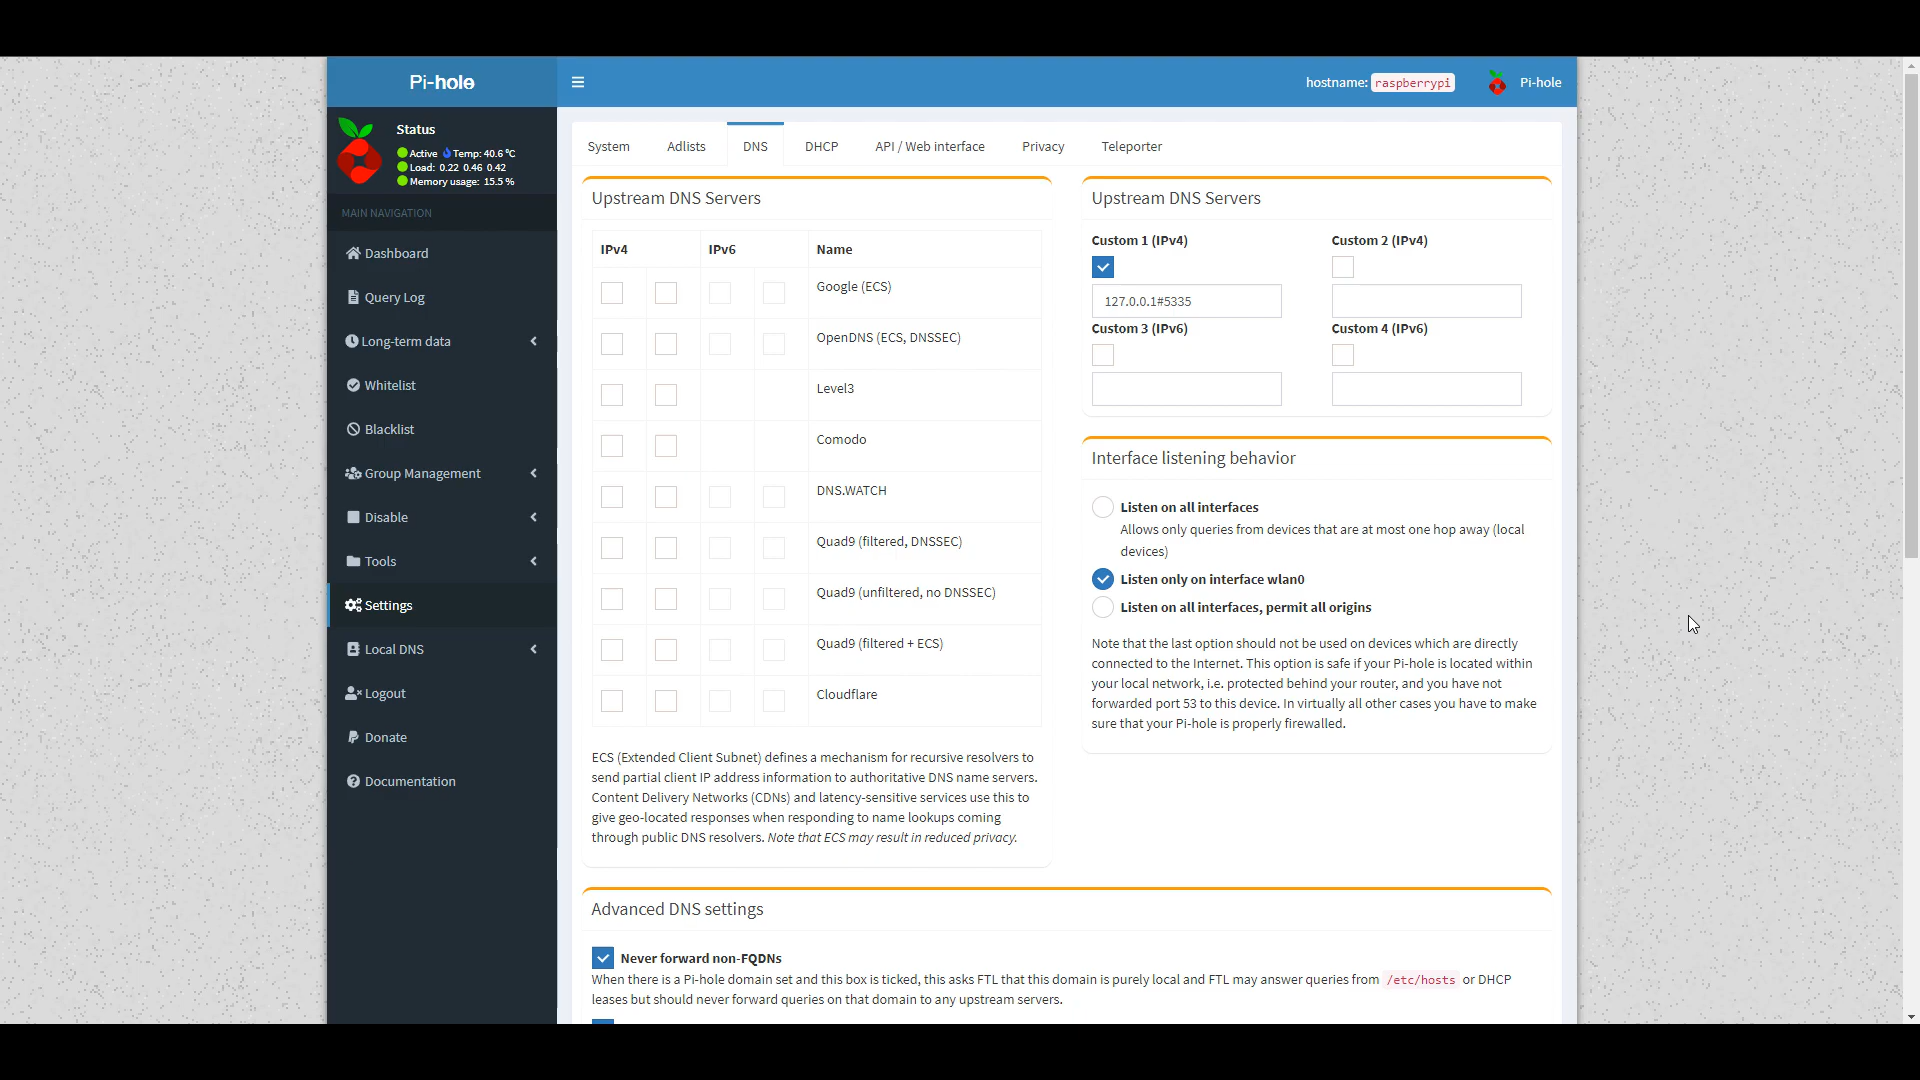 Pi-hole
hostname: raspberrypi
Pi-hole
Status
Active Temp: 40.6 °C
Load: 0.22 0.46 0.42
Memory usage: 15.5 %
MAIN NAVIGATION
Dashboard
Query Log
Long-term data
Whitelist
Blacklist
Group Management
Disable
Tools
Settings
Local DNS
Logout
Donate
Documentation
System Adlists DNS DHCP API / Web interface Privacy Teleporter
Upstream DNS Servers
IPv4 IPv6 Name
Google (ECS)
OpenDNS (ECS, DNSSEC)
Level3
Comodo
DNS.WATCH
Quad9 (filtered, DNSSEC)
Quad9 (unfiltered, no DNSSEC)
Quad9 (filtered + ECS)
Cloudflare
ECS (Extended Client Subnet) defines a mechanism for recursive resolvers to
send partial client IP address information to authoritative DNS name servers.
Content Delivery Networks (CDNs) and latency-sensitive services use this to
give geo-located responses when responding to name lookups coming
through public DNS resolvers. Note that ECS may result in reduced privacy.
Upstream DNS Servers
Custom 1 (IPv4) Custom 2 (IPv4)
127.0.0.1#5335
Custom 3 (IPv6) Custom 4 (IPv6)
Interface listening behavior
Listen on all interfaces
Allows only queries from devices that are at most one hop away (local
devices)
Listen only on interface wlan0
Listen on all interfaces, permit all origins
Note that the last option should not be used on devices which are directly
connected to the Internet. This option is safe if your Pi-hole is located within
your local network, i.e. protected behind your router, and you have not
forwarded port 53 to this device. In virtually all other cases you have to make
sure that your Pi-hole is properly firewalled.
Advanced DNS settings
Never forward non-FQDNs
When there is a Pi-hole domain set and this box is ticked, this asks FTL that this domain is purely local and FTL may answer queries from /etc/hosts or DHCP
leases but should never forward queries on that domain to any upstream servers.